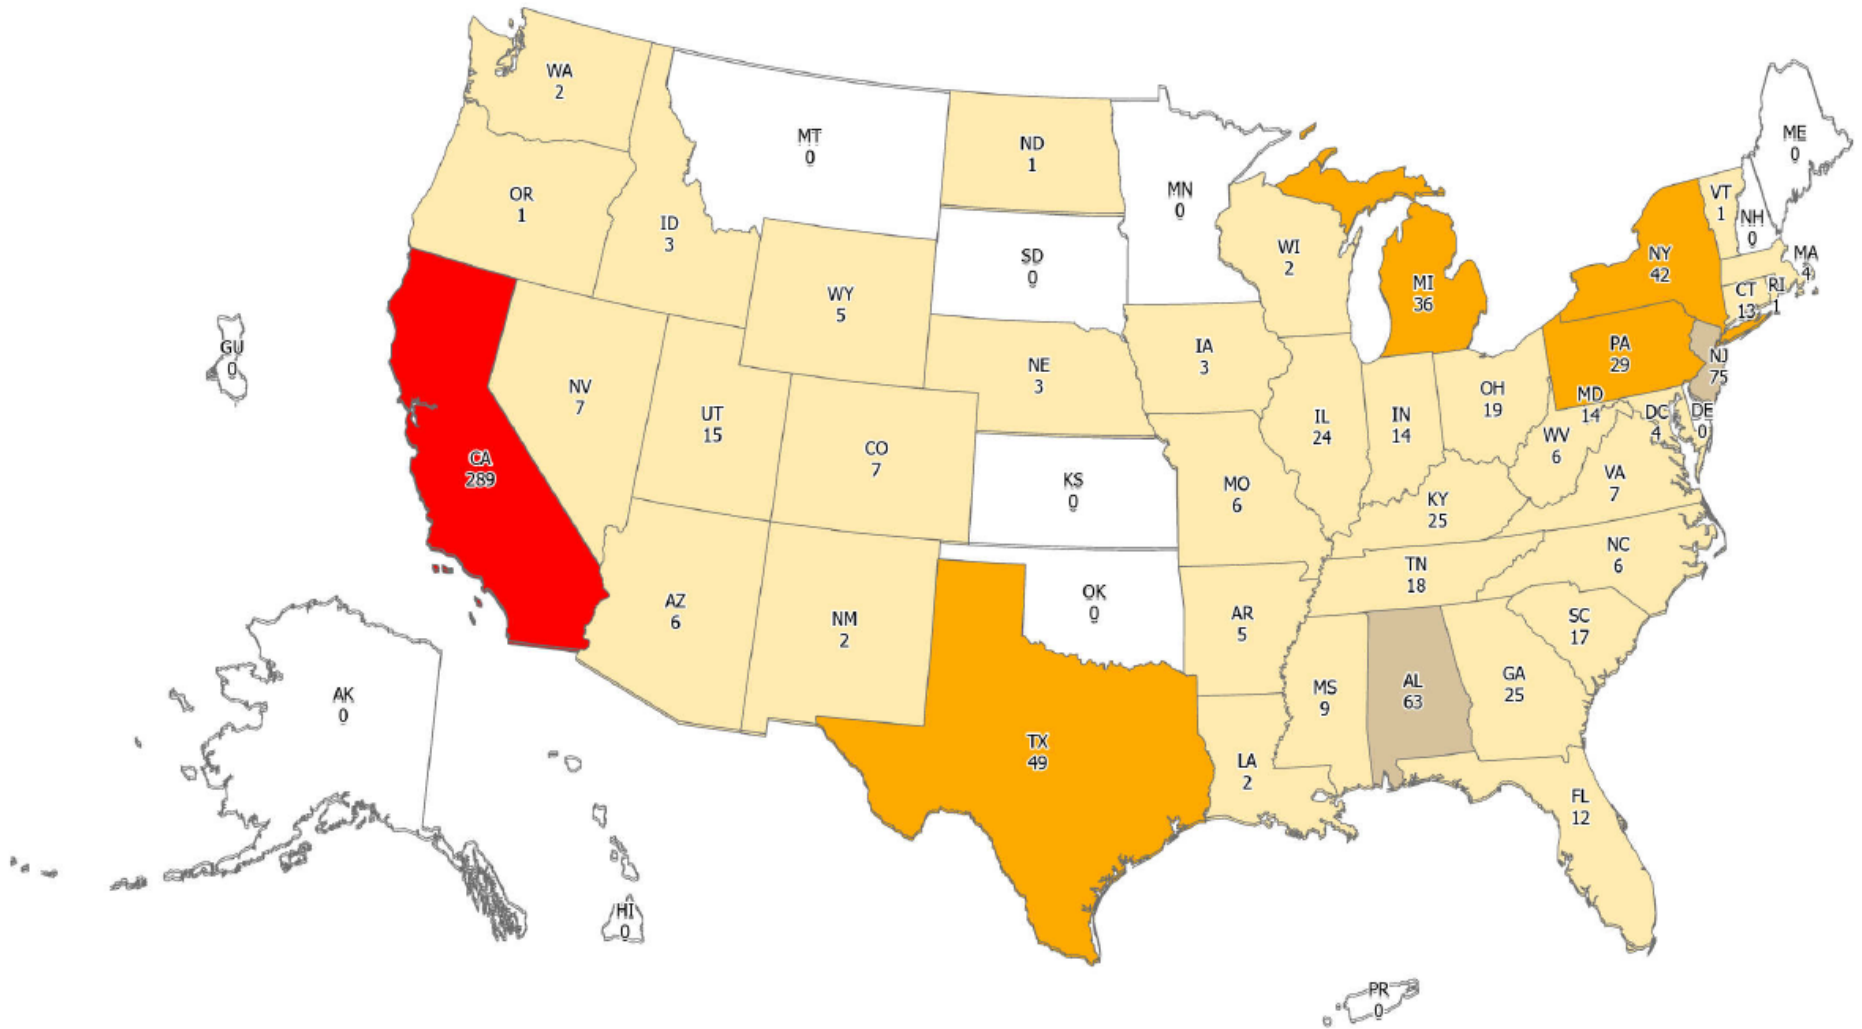 WA
2
MT
0
ND
1
ME
0
OR
1
MN
0
VT
1
ID
3
NH
0
SD
0
WI
2
NY
42
MA
4
WY
5
MI
36
CT
13
RI
1
GU
0
IA
3
PA
29
NJ
75
NE
3
NV
7
OH
19
MD
14
UT
15
IL
24
IN
14
DC
4
DE
0
CO
7
WV
6
CA
289
KS
0
MO
6
VA
7
KY
25
NC
6
TN
18
AZ
6
OK
0
NM
2
AR
5
SC
17
AK
0
MS
9
AL
63
GA
25
TX
49
LA
2
FL
12
HI
0
PR
0